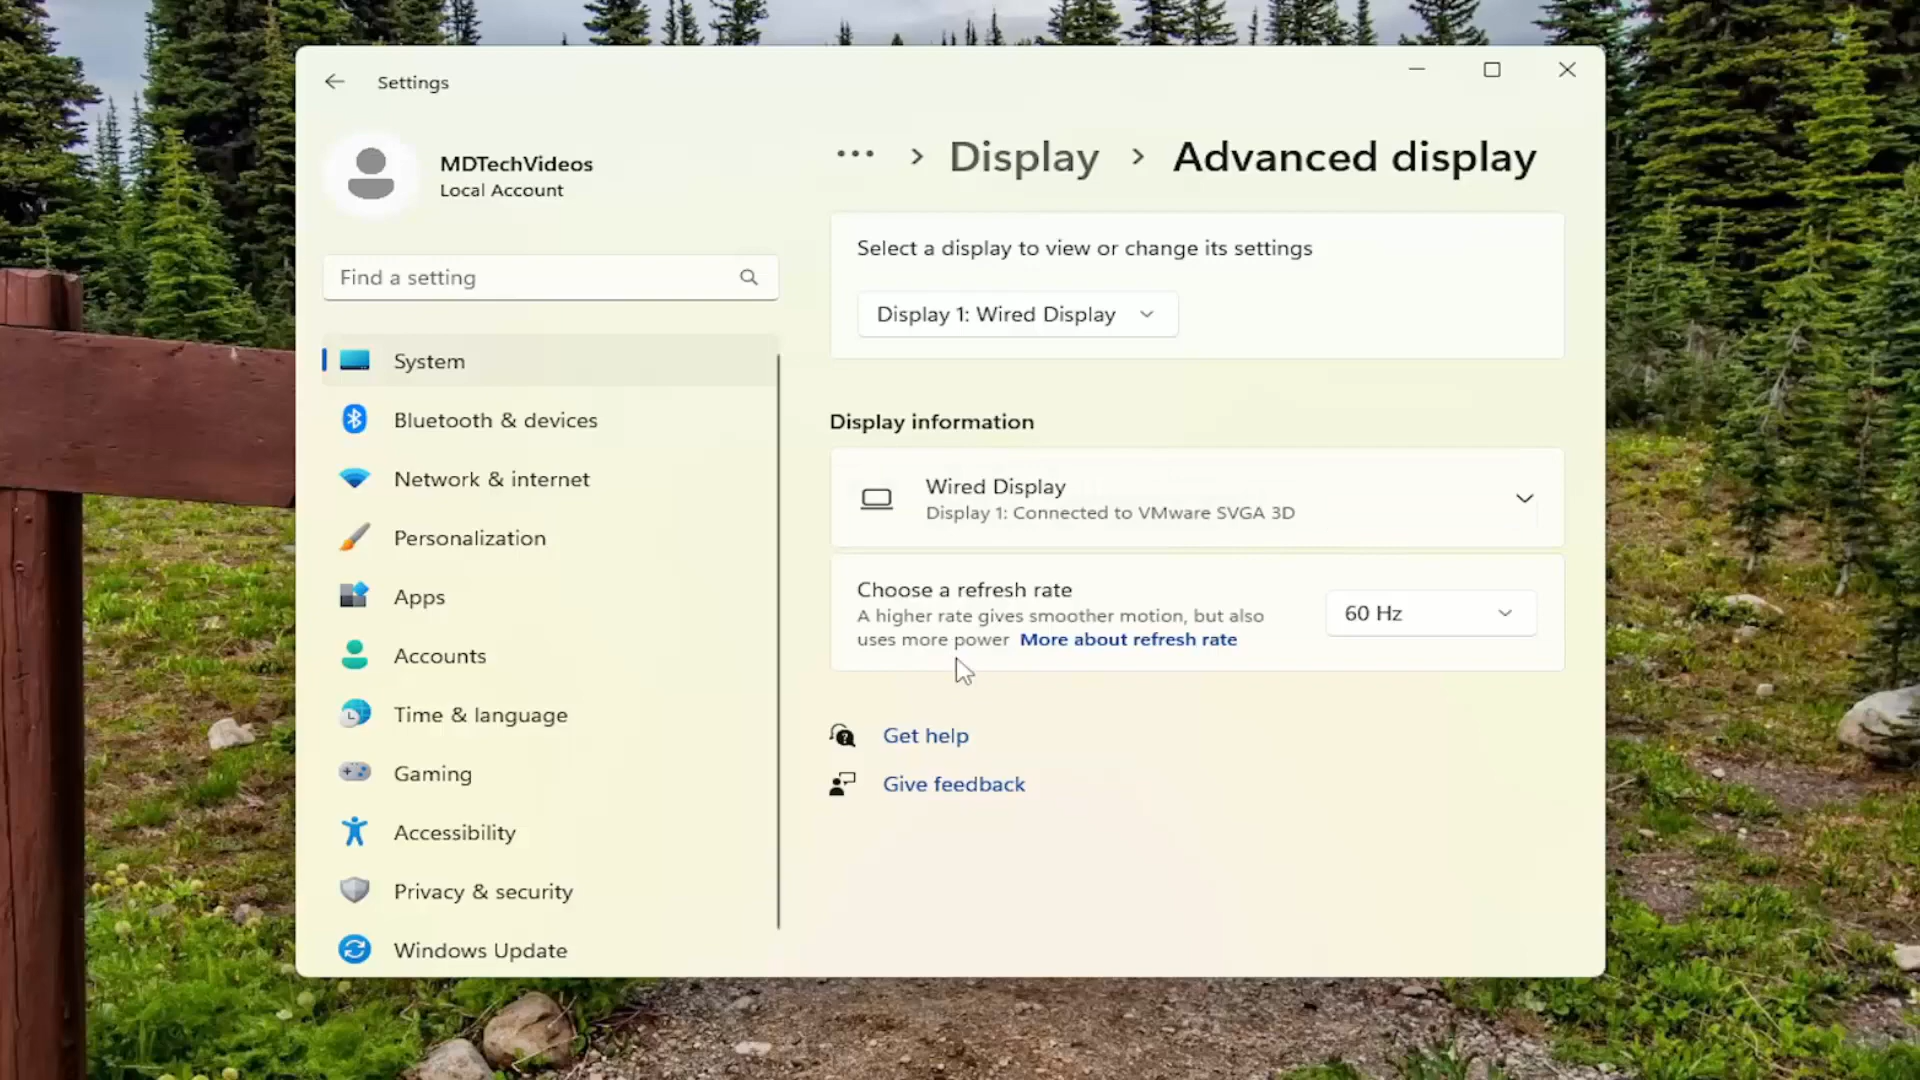 Settings
MDTechVideos
Local Account
Find a setting
System
Bluetooth & devices
Network & internet
Personalization
Apps
Accounts
Time & language
Gaming
Accessibility
Privacy & security
Windows Update
··· > Display > Advanced display
Select a display to view or change its settings
Display 1: Wired Display
Display information
Wired Display
Display 1: Connected to VMware SVGA 3D
Choose a refresh rate
A higher rate gives smoother motion, but also
uses more power More about refresh rate
60 Hz
Get help
Give feedback